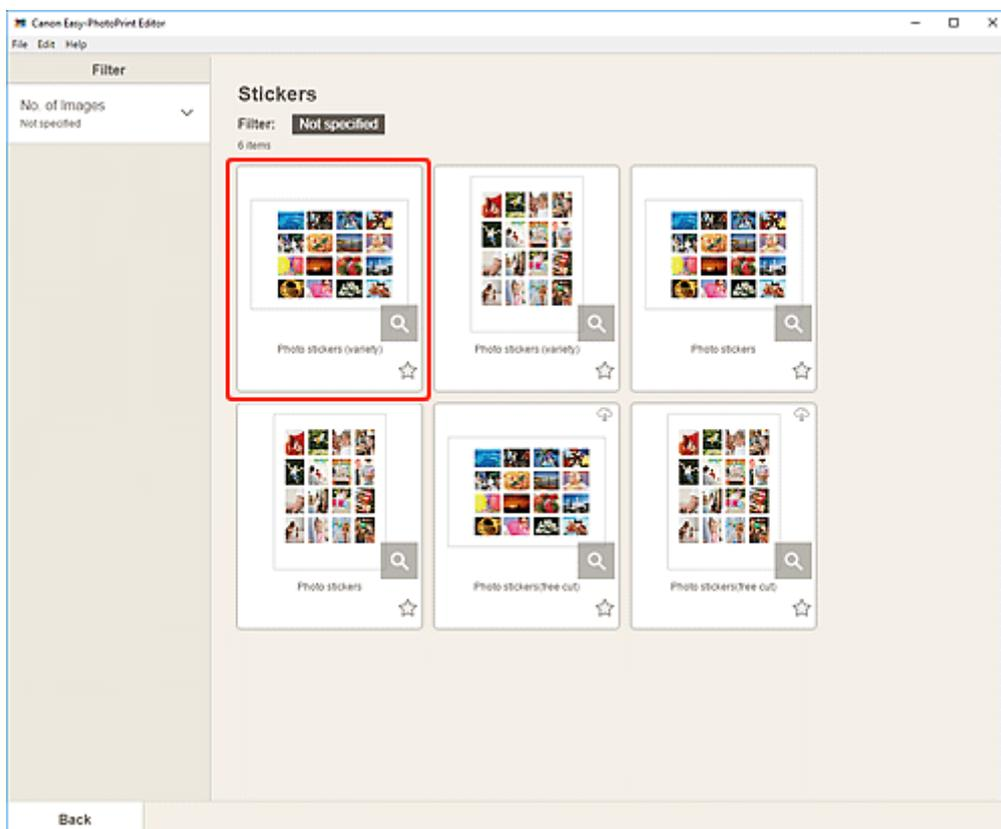 Canon Easy-PhotoPrint Editor
File Edit Help
Filter
No. of Images
Not specified
Stickers
Filter: Not specified
6 items
Photo stickers (variety)
Photo stickers (variety)
Photo stickers
Photo stickers
Photo stickers(free cut)
Photo stickers(free cut)
Back